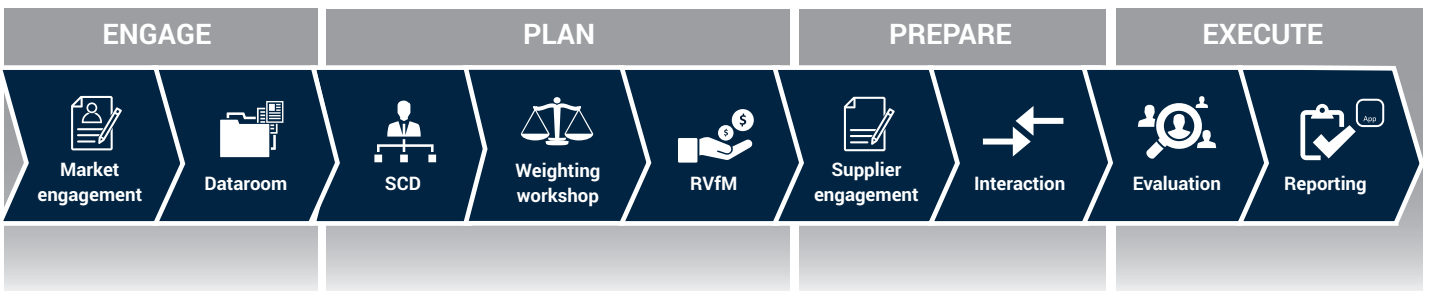 ENGAGE
PLAN
PREPARE
EXECUTE
Market
engagement
Dataroom
SCD
Weighting
workshop
$
$
RVfM
Supplier
engagement
Interaction
Evaluation
App
Reporting